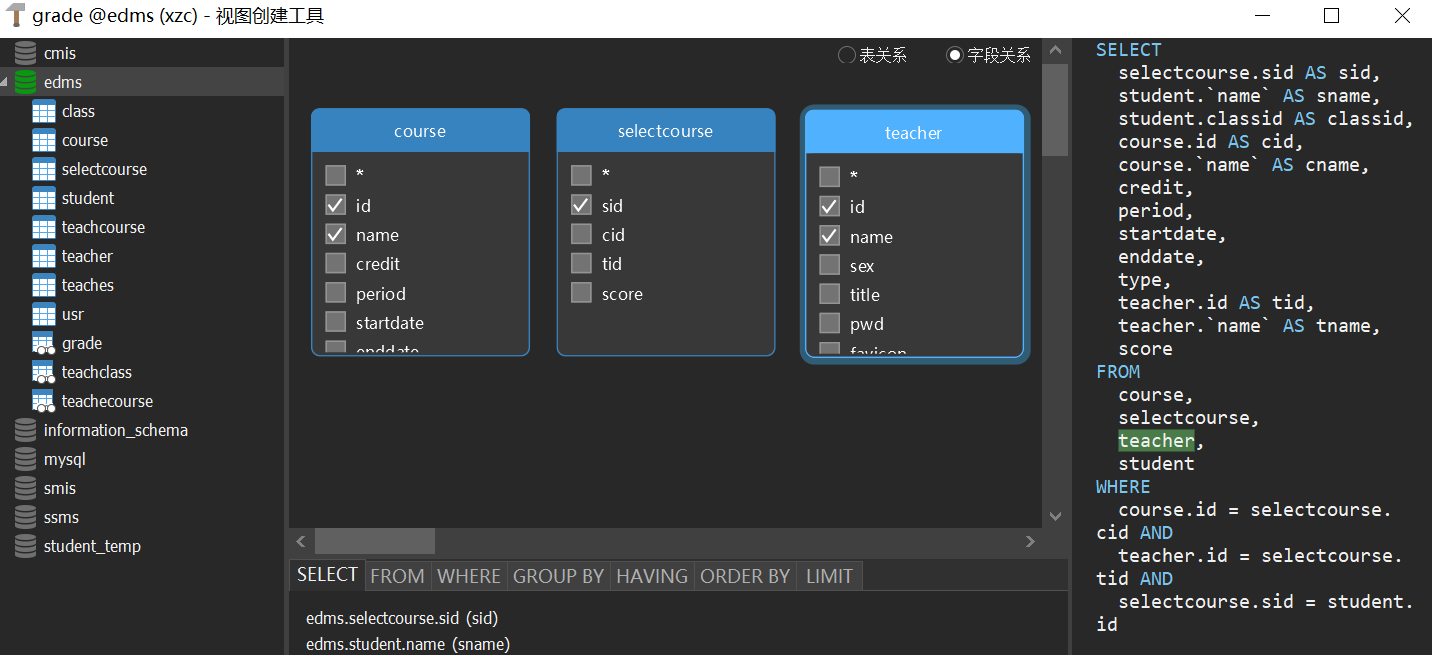 grade @edms (xzc) - 视图创建工具
cmis
edms
class
course
selectcourse
student
teachcourse
teacher
teaches
usr
grade
teachclass
teachecourse
information_schema
mysql
smis
ssms
student_temp
表关系 字段关系
course
*
id
name
credit
period
startdate
enddate
selectcourse
*
sid
cid
tid
score
teacher
*
id
name
sex
title
pwd
favicon
SELECT FROM WHERE GROUP BY HAVING ORDER BY LIMIT
edms.selectcourse.sid (sid)
edms.student.name (sname)
SELECT
selectcourse.sid AS sid,
student.`name` AS sname,
student.classid AS classid,
course.id AS cid,
course.`name` AS cname,
credit,
period,
startdate,
enddate,
type,
teacher.id AS tid,
teacher.`name` AS tname,
score
FROM
course,
selectcourse,
teacher,
student
WHERE
course.id = selectcourse.
cid AND
teacher.id = selectcourse.
tid AND
selectcourse.sid = student.
id